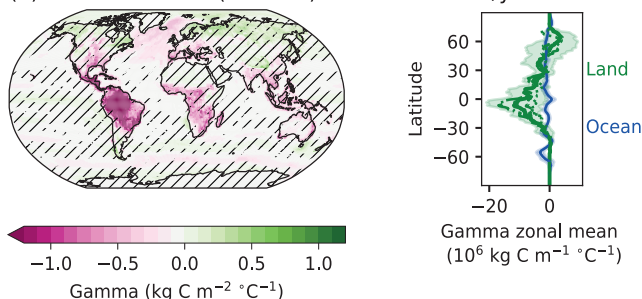 60
30
0
−30
−60
Latitude
Land
Ocean
−20
0
Gamma zonal mean
(10⁶ kg C m⁻¹ °C⁻¹)
−1.0
−0.5
0.0
0.5
1.0
Gamma (kg C m⁻² °C⁻¹)